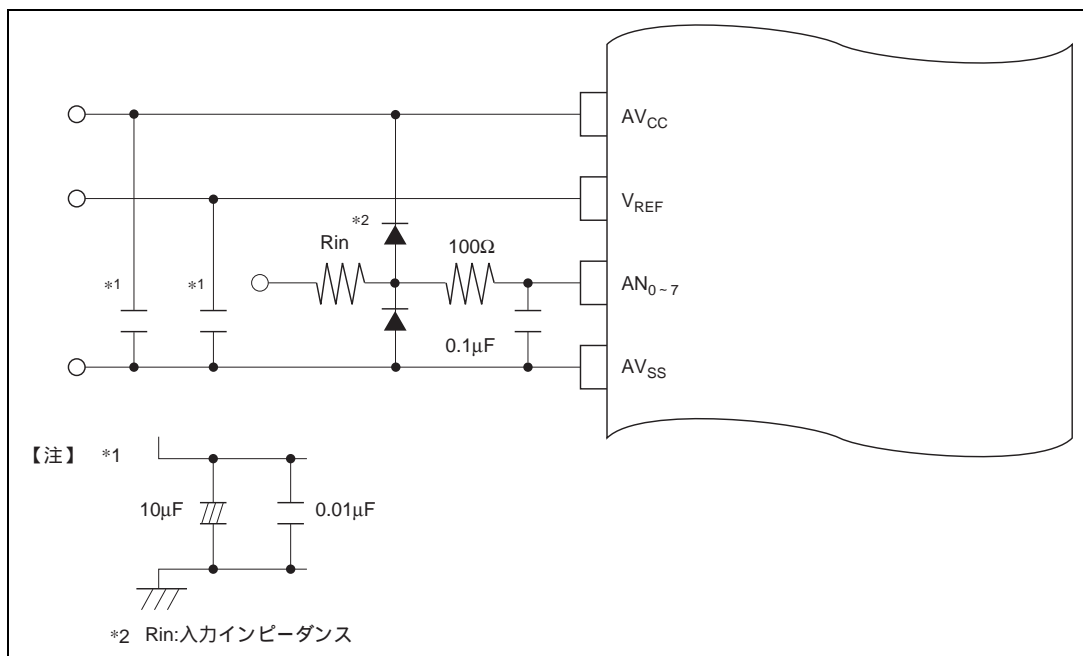 AVCC
VREF
*2
Rin
100Ω
*1
*1
AN0~7
0.1μF
AVSS
【注】 *1
10μF
0.01μF
*2 Rin:入力インピーダンス